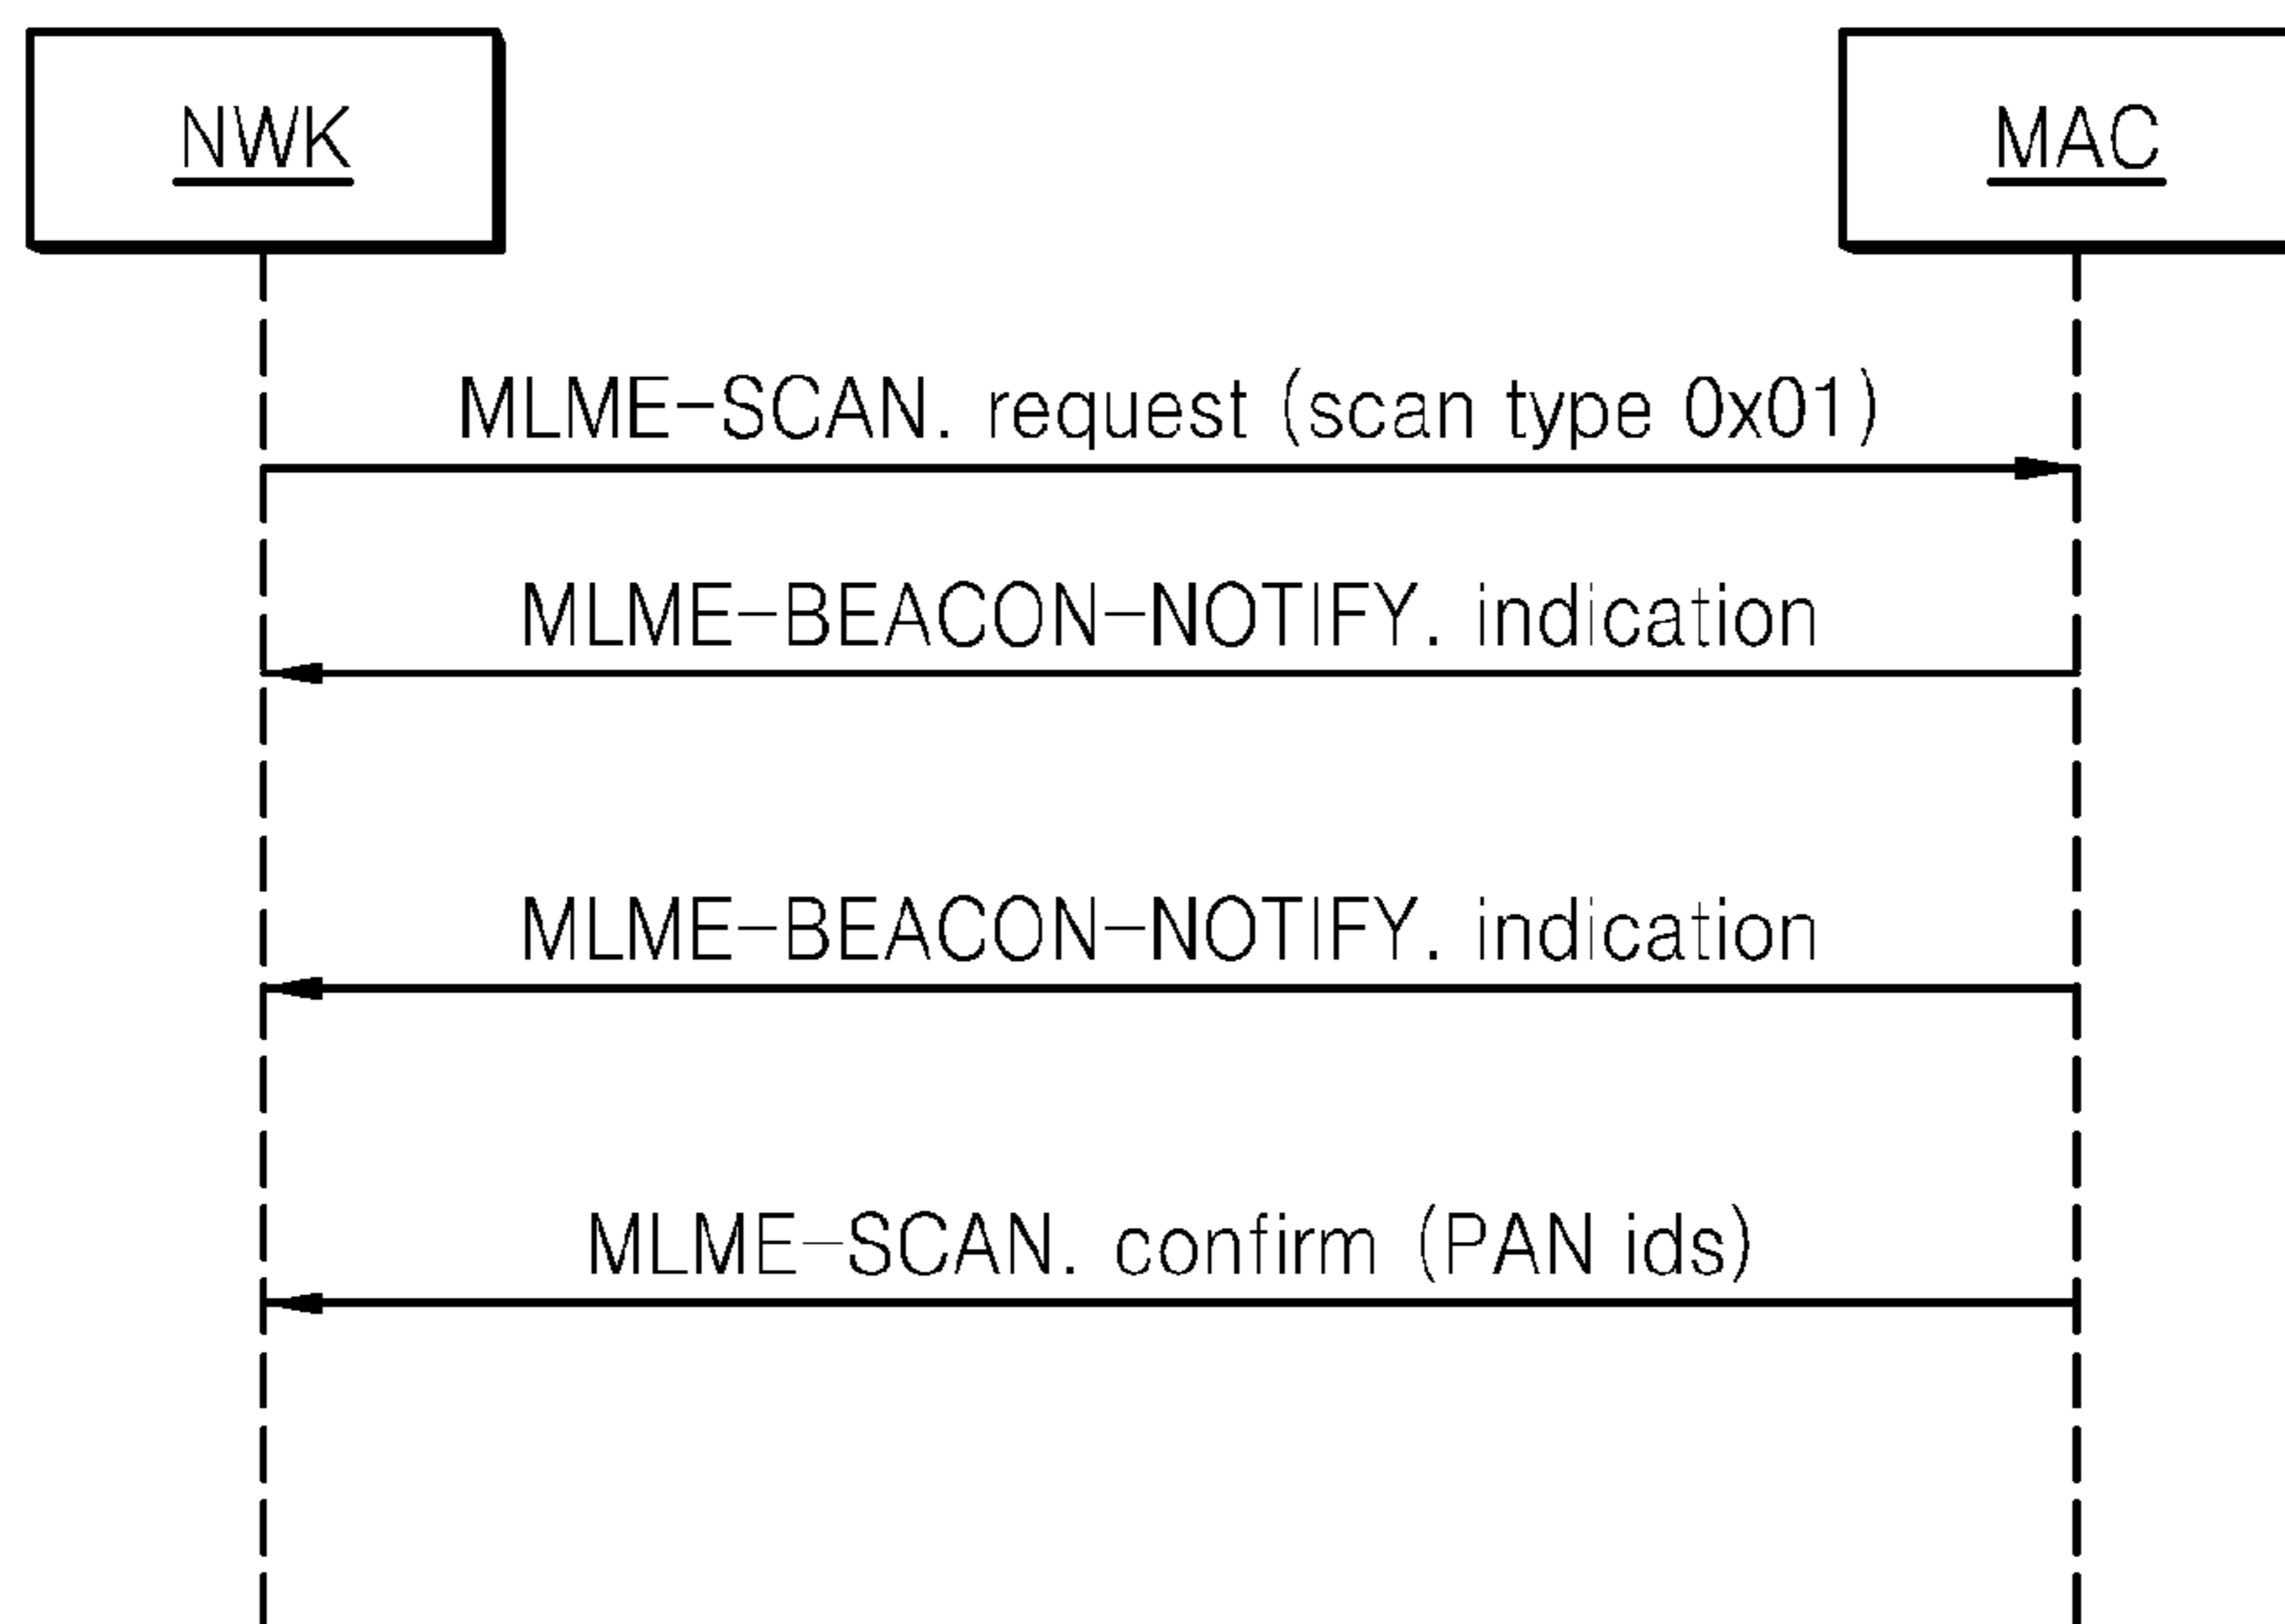 NWK
MAC
MLME-SCAN. request (scan type 0x01)
MLME-BEACON-NOTIFY. indication
MLME-BEACON-NOTIFY. indication
MLME-SCAN. confirm (PAN ids)